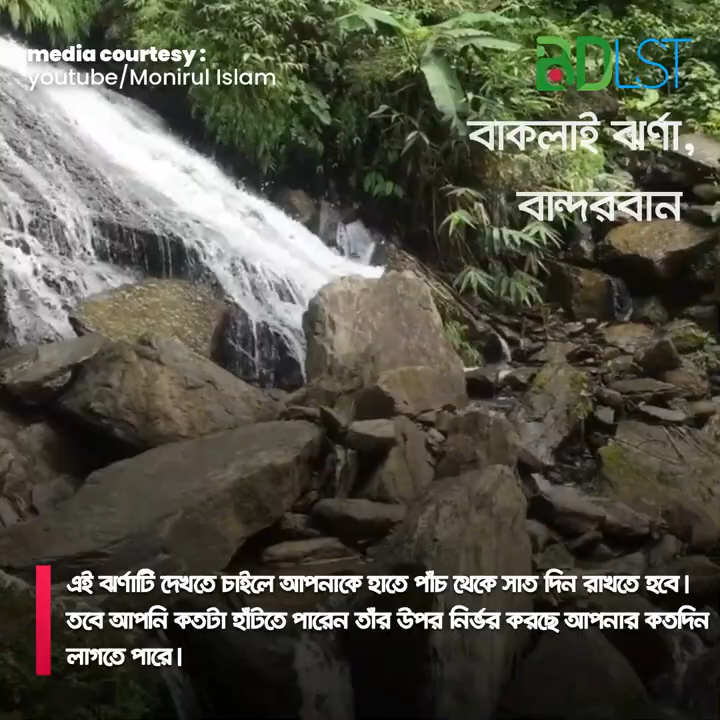 media courtesy :
youtube/Monirul Islam
aDLST
বাকলাই ঝর্ণা,
বান্দরবান
এই ঝর্ণাটি দেখতে চাইলে আপনাকে হাতে পাঁচ থেকে সাত দিন রাখতে হবে।
তবে আপনি কতটা হাঁটতে পারেন তাঁর উপর নির্ভর করছে আপনার কতদিন
লাগতে পারে।